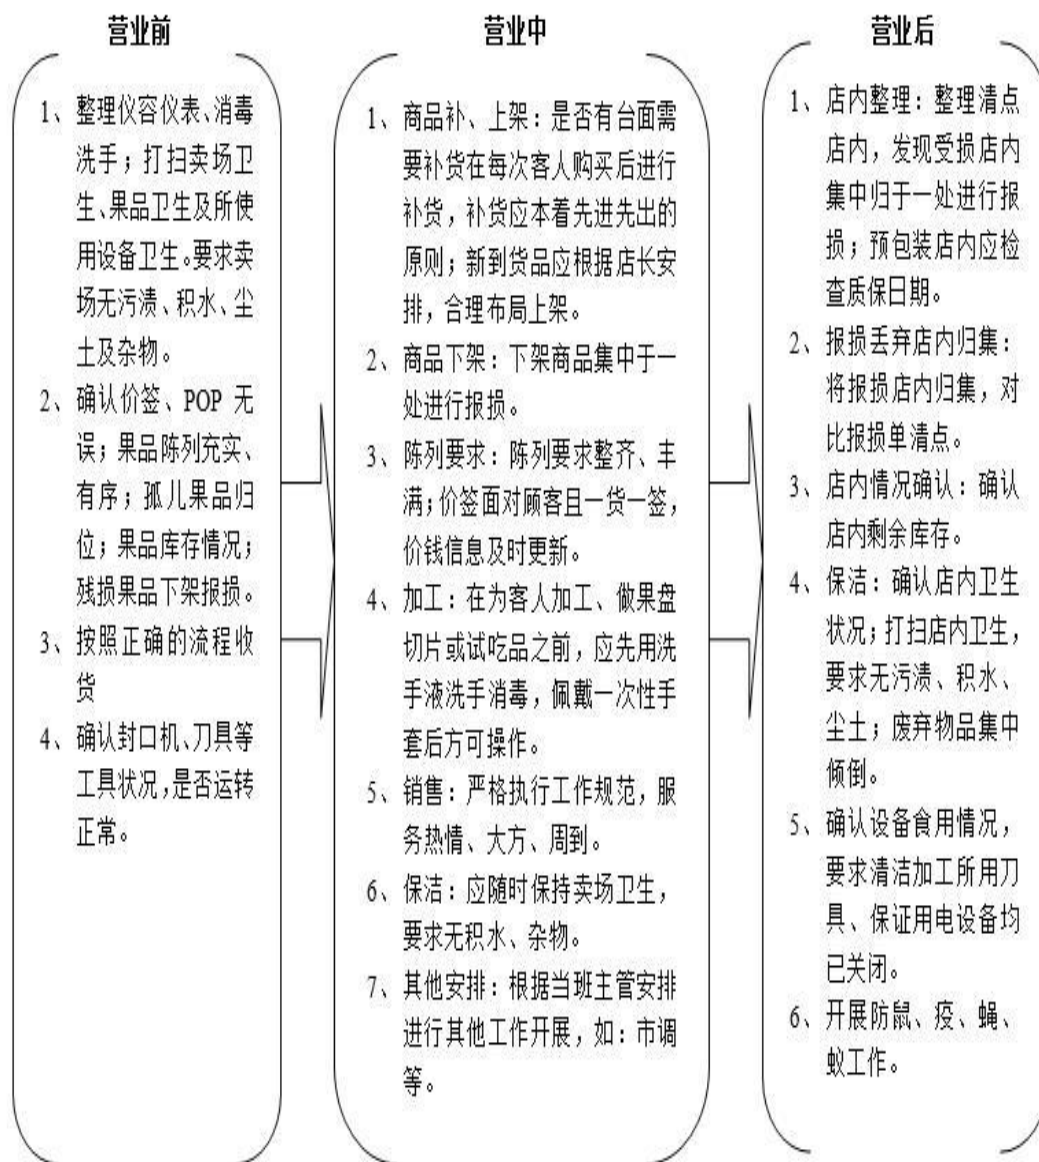 营业前
1、整理仪容仪表、消毒
洗手；打扫卖场卫
生、果品卫生及所使
用设备卫生。要求卖
场无污渍、积水、尘
土及杂物。
2、确认价签、POP 无
误；果品陈列充实、
有序；孤儿果品归
位；果品库存情况；
残损果品下架报损。
3、按照正确的流程收
货
4、确认封口机、刀具等
工具状况，是否运转
正常。
营业中
1、商品补、上架：是否有台面需
要补货在每次客人购买后进行
补货，补货应本着先进先出的
原则；新到货品应根据店长安
排，合理布局上架。
2、商品下架：下架商品集中于一
处进行报损。
3、陈列要求：陈列要求整齐、丰
满；价签面对顾客且一货一签，
价钱信息及时更新。
4、加工：在为客人加工、做果盘
切片或试吃品之前，应先用洗
手液洗手消毒，佩戴一次性手
套后方可操作。
5、销售：严格执行工作规范，服
务热情、大方、周到。
6、保洁：应随时保持卖场卫生，
要求无积水、杂物。
7、其他安排：根据当班主管安排
进行其他工作开展，如：市调
等。
营业后
1、店内整理：整理清点
店内，发现受损店内
集中归于一处进行报
损；预包装店内应检
查质保日期。
2、报损丢弃店内归集：
将报损店内归集，对
比报损单清点。
3、店内情况确认：确认
店内剩余库存。
4、保洁：确认店内卫生
状况；打扫店内卫生，
要求无污渍、积水、
尘土；废弃物品集中
倾倒。
5、确认设备食用情况，
要求清洁加工所用刀
具、保证用电设备均
已关闭。
6、开展防鼠、疫、蝇、
蚁工作。